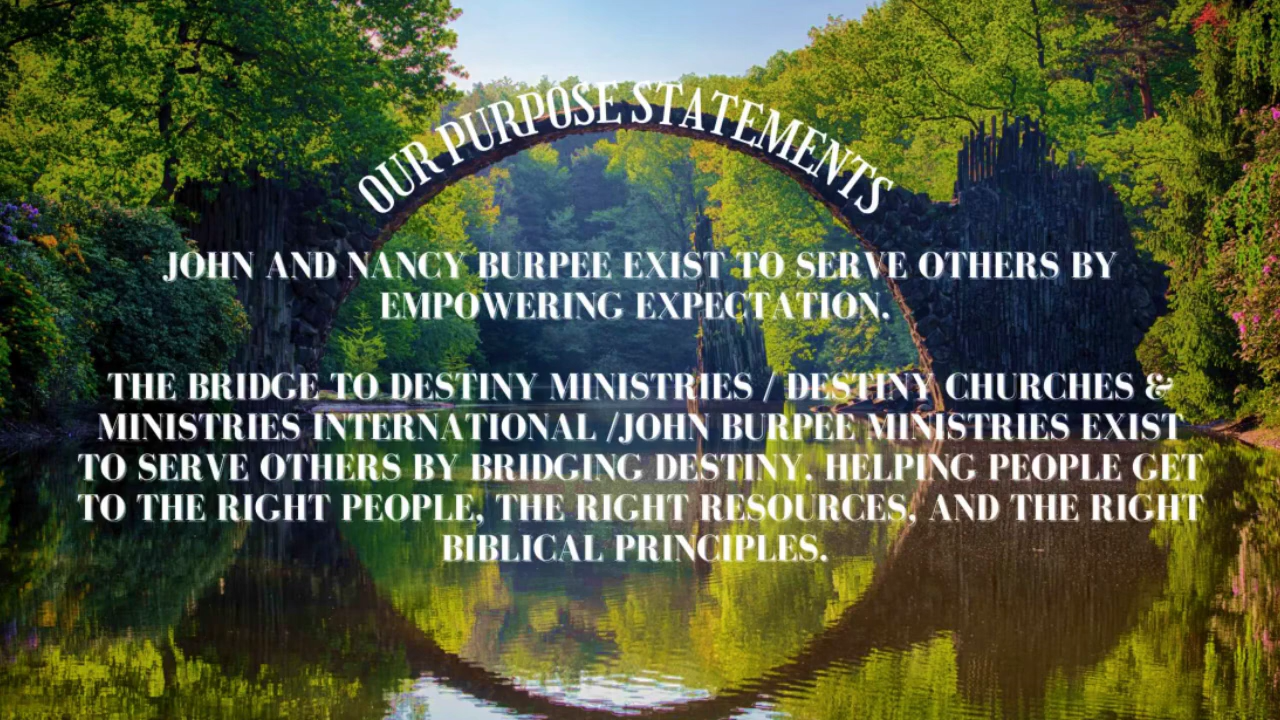 OUR PURPOSE STATEMENTS
JOHN AND NANCY BURPEE EXIST TO SERVE OTHERS BY
EMPOWERING EXPECTATION.
THE BRIDGE TO DESTINY MINISTRIES / DESTINY CHURCHES &
MINISTRIES INTERNATIONAL /JOHN BURPEE MINISTRIES EXIST
TO SERVE OTHERS BY BRIDGING DESTINY. HELPING PEOPLE GET
TO THE RIGHT PEOPLE, THE RIGHT RESOURCES, AND THE RIGHT
BIBLICAL PRINCIPLES.